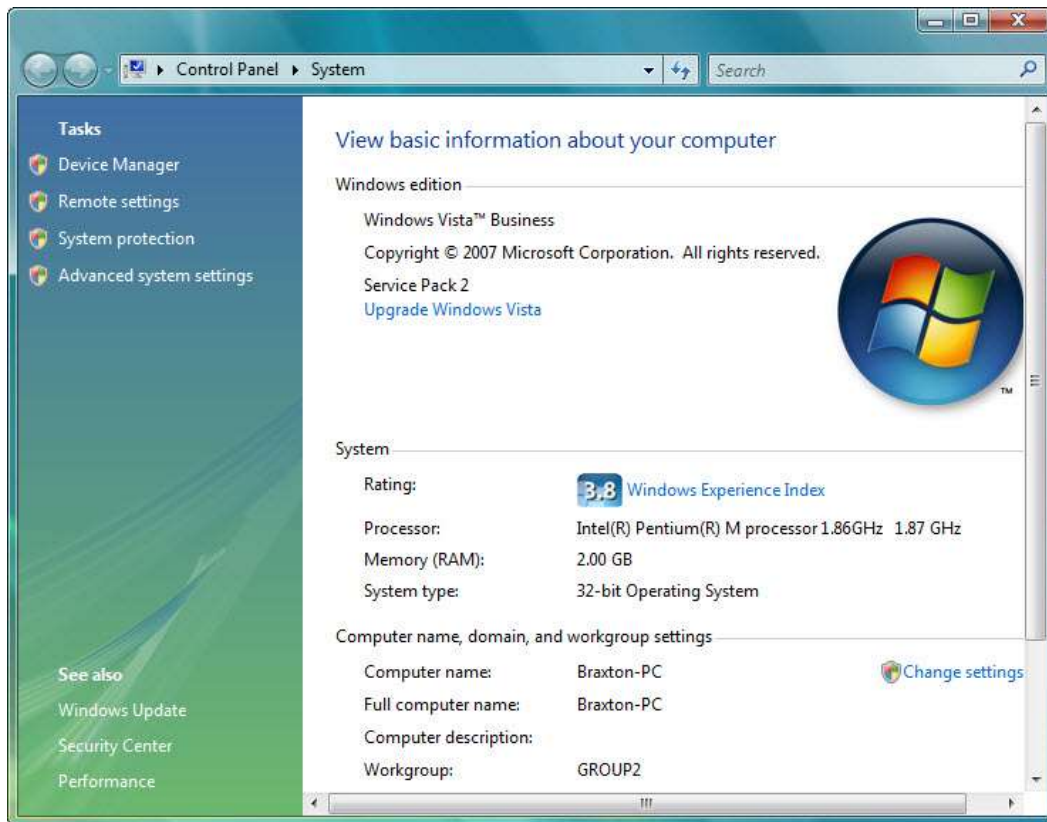 Control Panel System
Search
Tasks
Device Manager
Remote settings
System protection
Advanced system settings
See also
Windows Update
Security Center
Performance
View basic information about your computer
Windows edition
Windows Vista™ Business
Copyright © 2007 Microsoft Corporation. All rights reserved.
Service Pack 2
Upgrade Windows Vista
TM
System
Rating: 3,8 Windows Experience Index
Processor: Intel(R) Pentium(R) M processor 1.86GHz 1.87 GHz
Memory (RAM): 2.00 GB
System type: 32-bit Operating System
Computer name, domain, and workgroup settings
Computer name: Braxton-PC Change settings
Full computer name: Braxton-PC
Computer description:
Workgroup: GROUP2